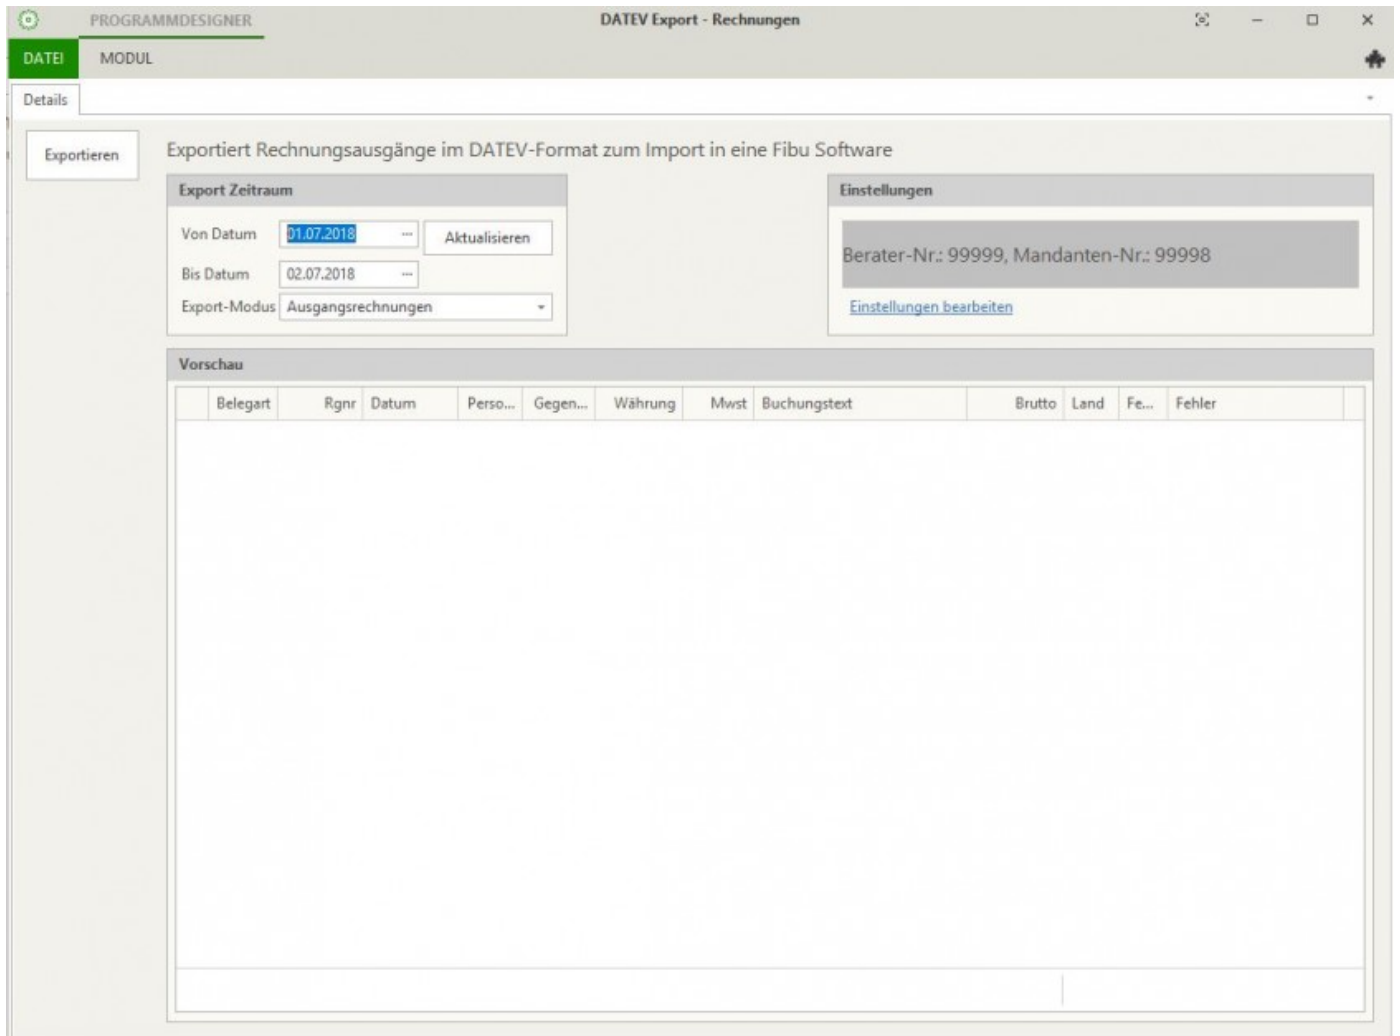 PROGRAMMDESIGNER DATEV Export - Rechnungen
DATEI MODUL
Details
Exportieren
Exportiert Rechnungsausgänge im DATEV-Format zum Import in eine Fibu Software
Export Zeitraum
Von Datum 01.07.2018 ... Aktualisieren
Bis Datum 02.07.2018 ...
Export-Modus Ausgangsrechnungen
Einstellungen
Berater-Nr.: 99999, Mandanten-Nr.: 99998
Einstellungen bearbeiten
Vorschau
Belegart Rgnr Datum Perso... Gegen... Währung Mwst Buchungstext Brutto Land Fe... Fehler